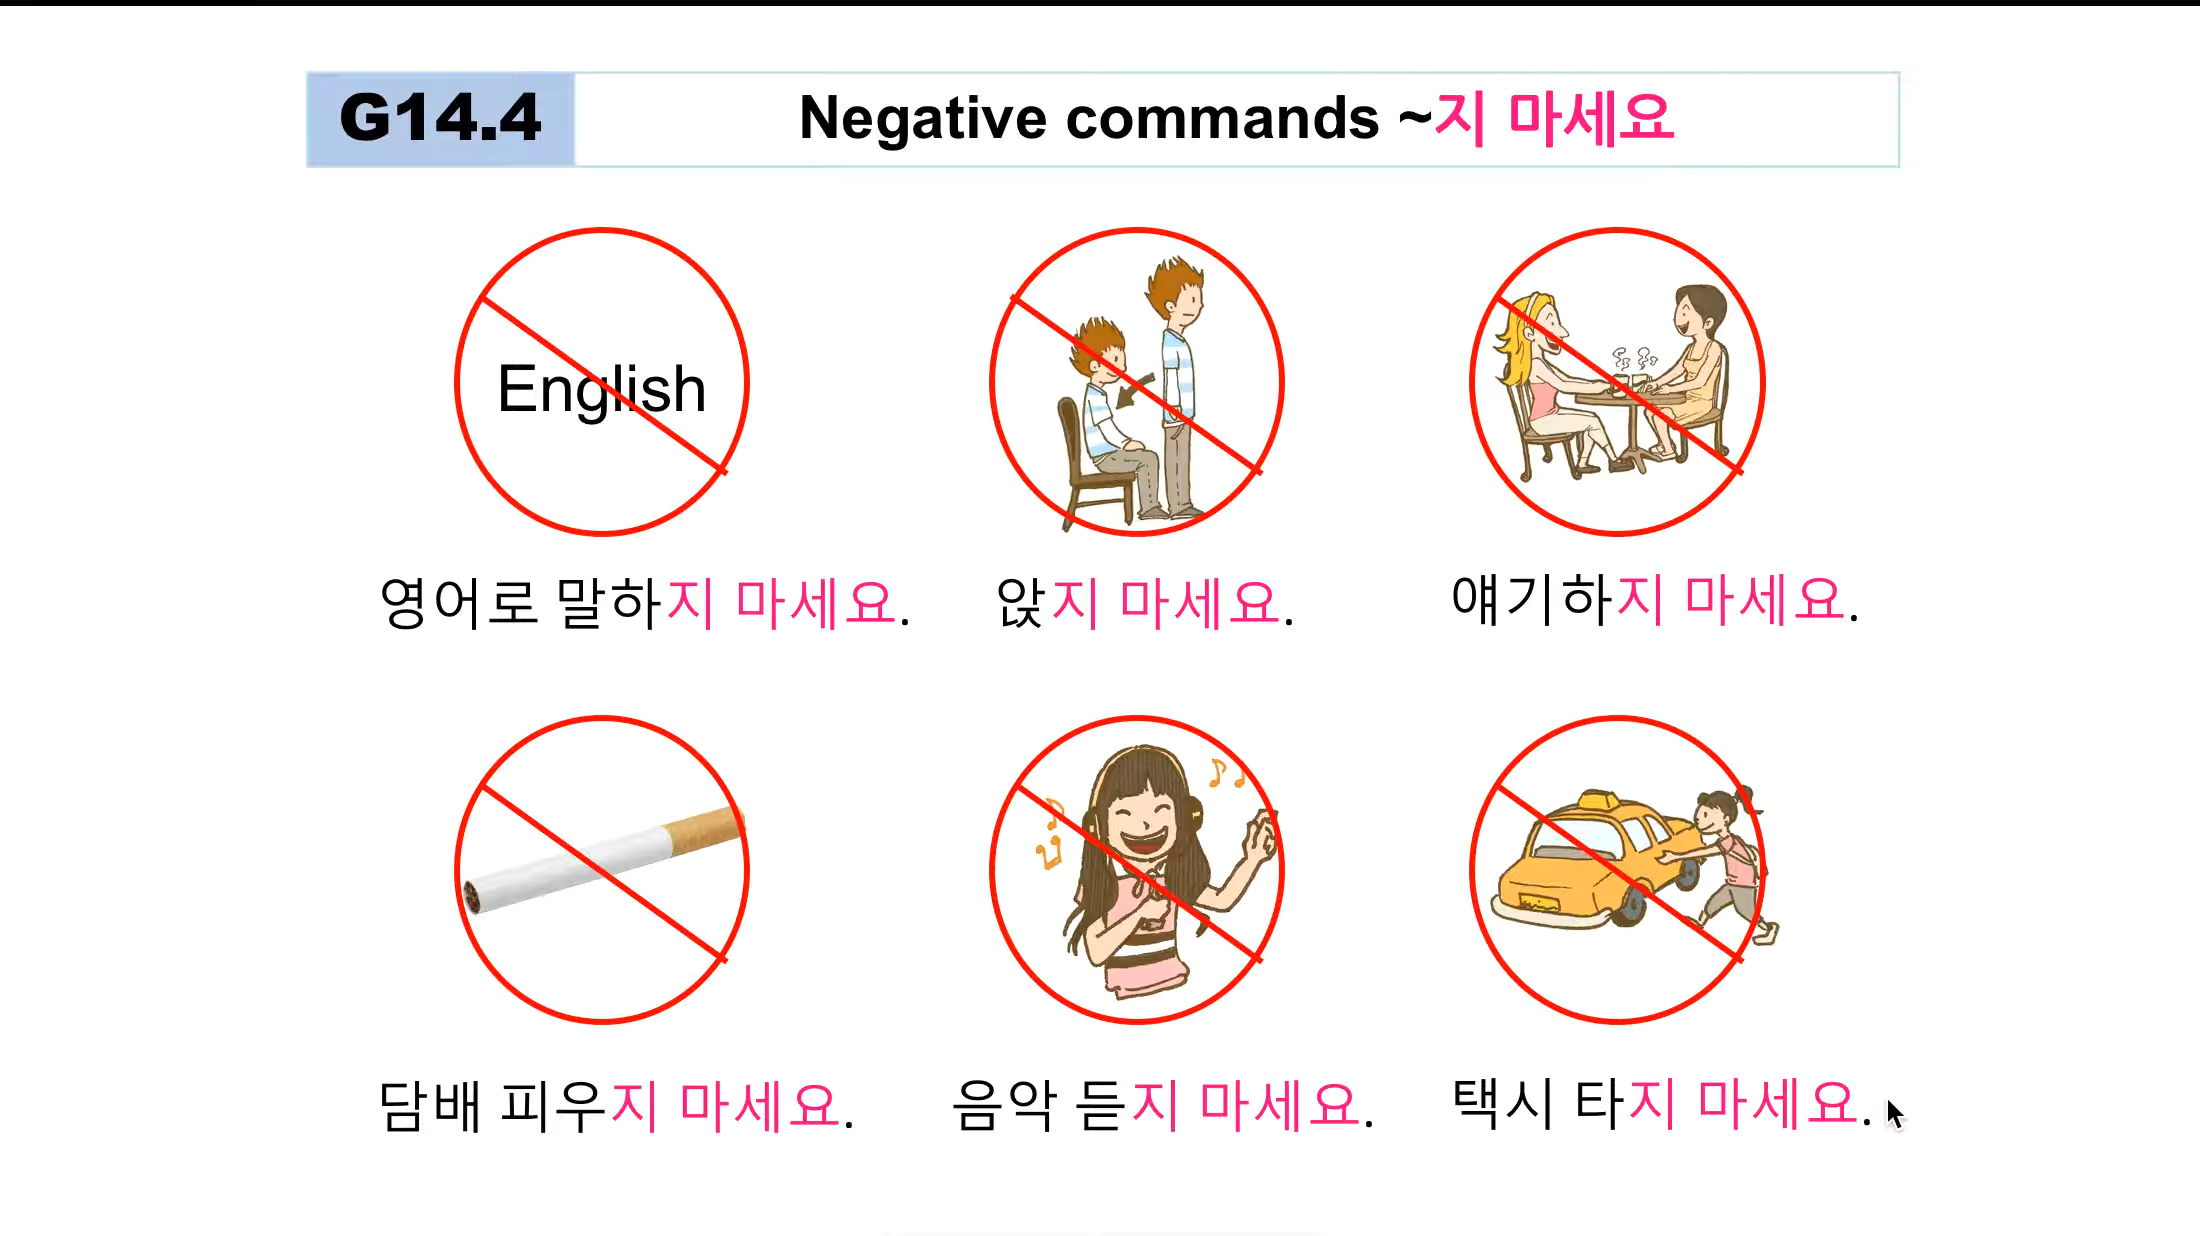 G14.4
Negative commands ~지 마세요
English
영어로 말하지 마세요.
앉지 마세요.
얘기하지 마세요.
담배 피우지 마세요.
음악 듣지 마세요.
택시 타지 마세요.